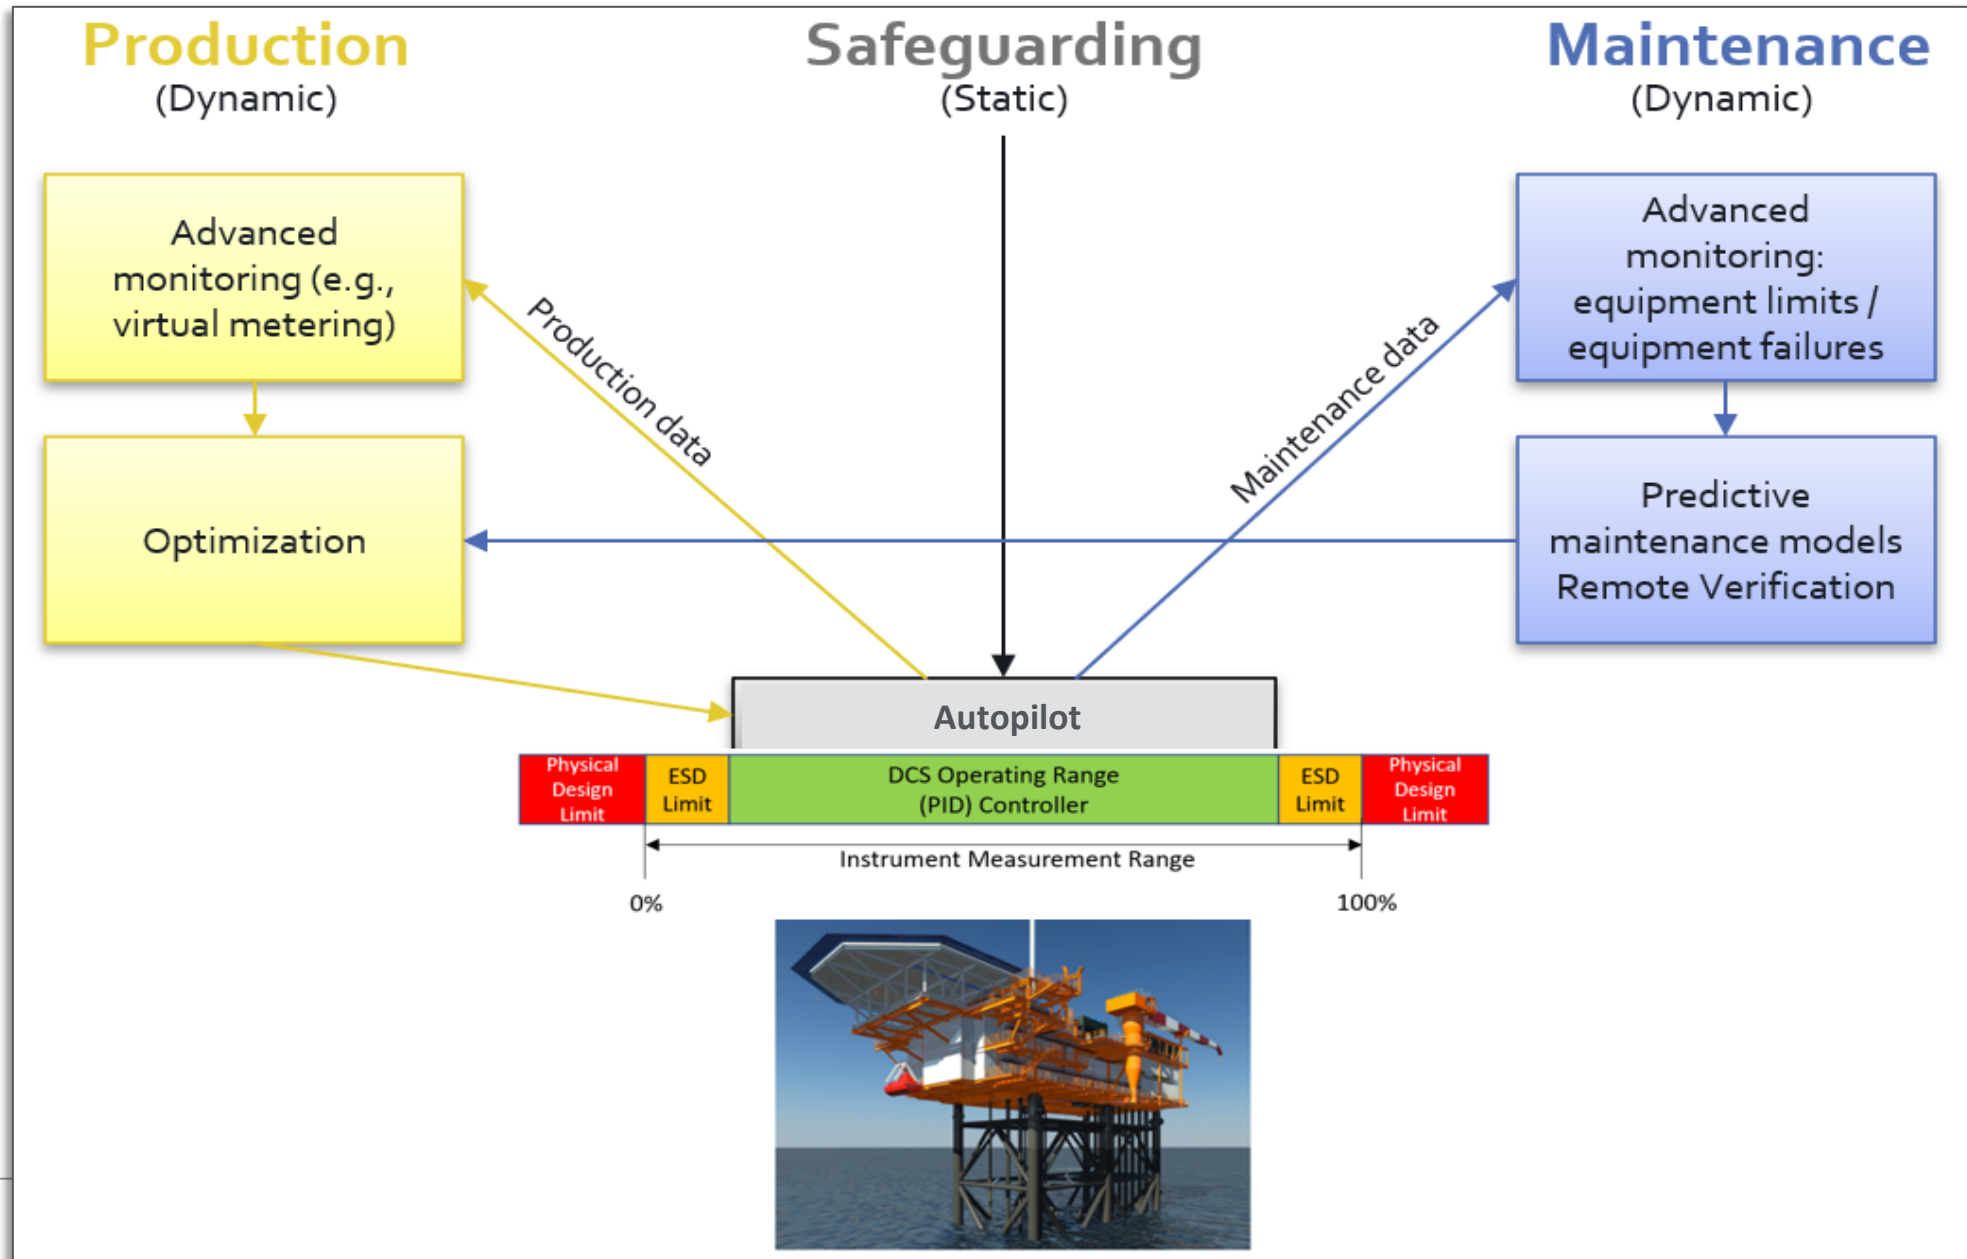 Production
(Dynamic)
Safeguarding
(Static)
Maintenance
(Dynamic)
Advanced
monitoring (e.g.,
virtual metering)
Optimization
Production data
Maintenance data
Advanced
monitoring:
equipment limits /
equipment failures
Predictive
maintenance models
Remote Verification
Autopilot
Physical
Design
Limit
ESD
Limit
DCS Operating Range
(PID) Controller
ESD
Limit
Physical
Design
Limit
Instrument Measurement Range
0%
100%